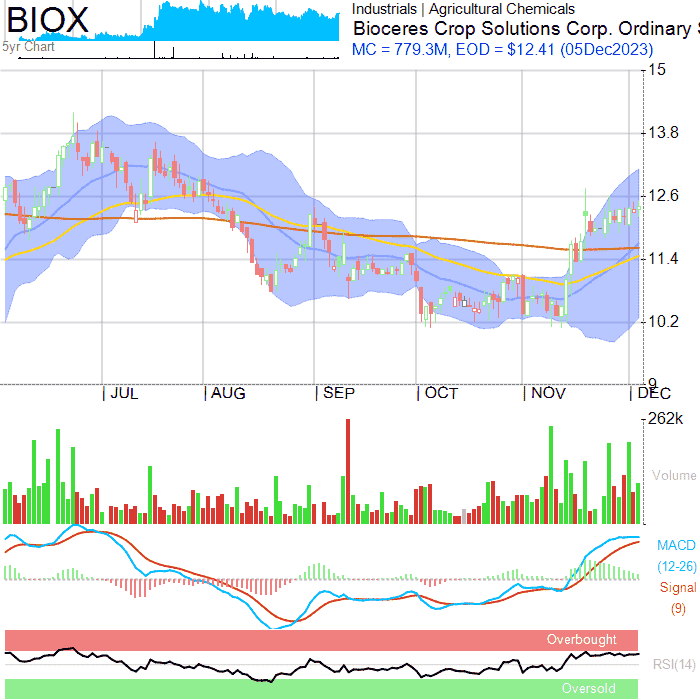 BIOX
5yr Chart
Industrials | Agricultural Chemicals
Bioceres Crop Solutions Corp. Ordinary S
MC = 779.3M, EOD = $12.41 (05Dec2023)
15
13.8
12.6
11.4
10.2
9
JUL AUG SEP OCT NOV DEC
262k
Volume
MACD
(12-26)
Signal
(9)
Overbought
RSI(14)
Oversold